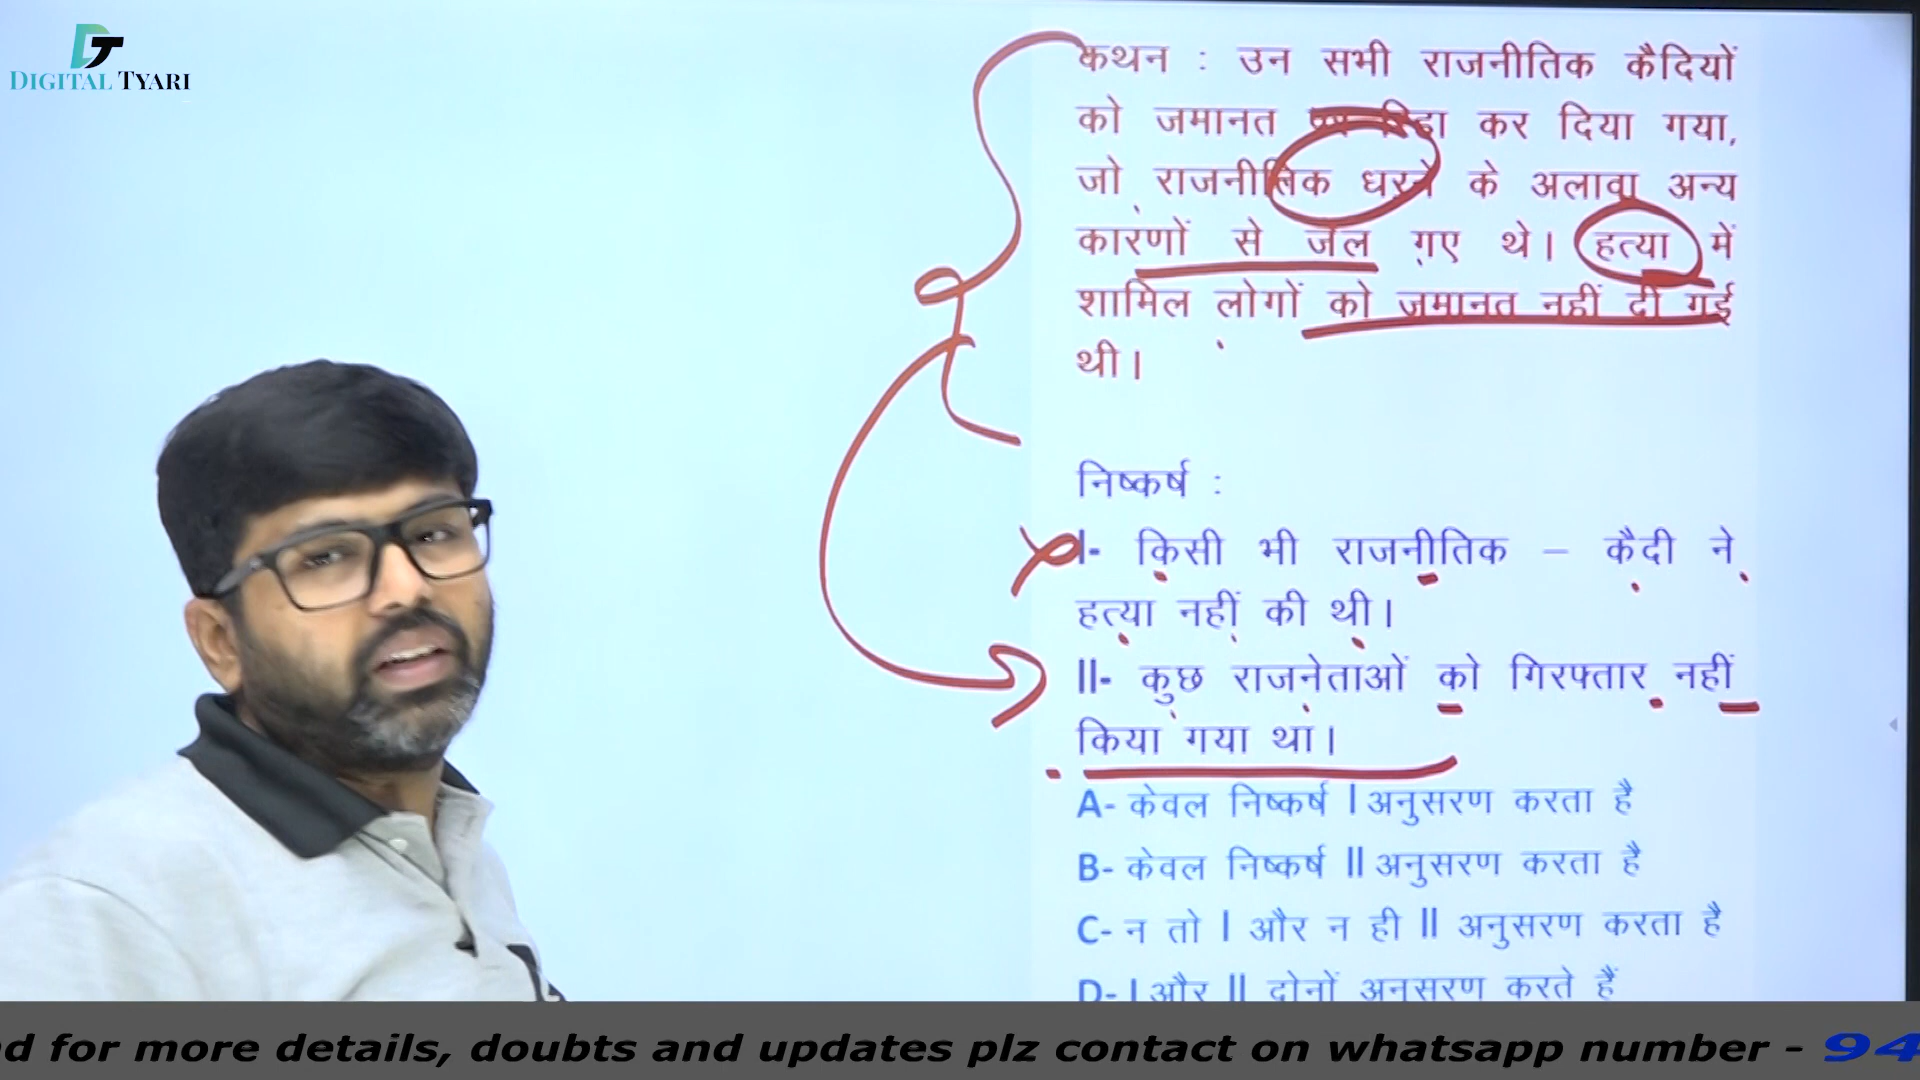 DT
DIGITAL TYARI
कथन : उन सभी राजनीतिक कैदियों
को जमानत पर रिहा कर दिया गया,
जो राजनीतिक धरने के अलावा अन्य
कारणों से जेल गए थे। हत्या में
शामिल लोगों को जमानत नहीं दी गई
थी।
निष्कर्ष :
I- किसी भी राजनीतिक – कैदी ने
हत्या नहीं की थी।
II- कुछ राजनेताओं को गिरफ्तार नहीं
किया गया था।
A- केवल निष्कर्ष I अनुसरण करता है
B- केवल निष्कर्ष II अनुसरण करता है
C- न तो I और न ही II अनुसरण करता है
D- I और II दोनों अनुसरण करते हैं
d for more details, doubts and updates plz contact on whatsapp number - 94